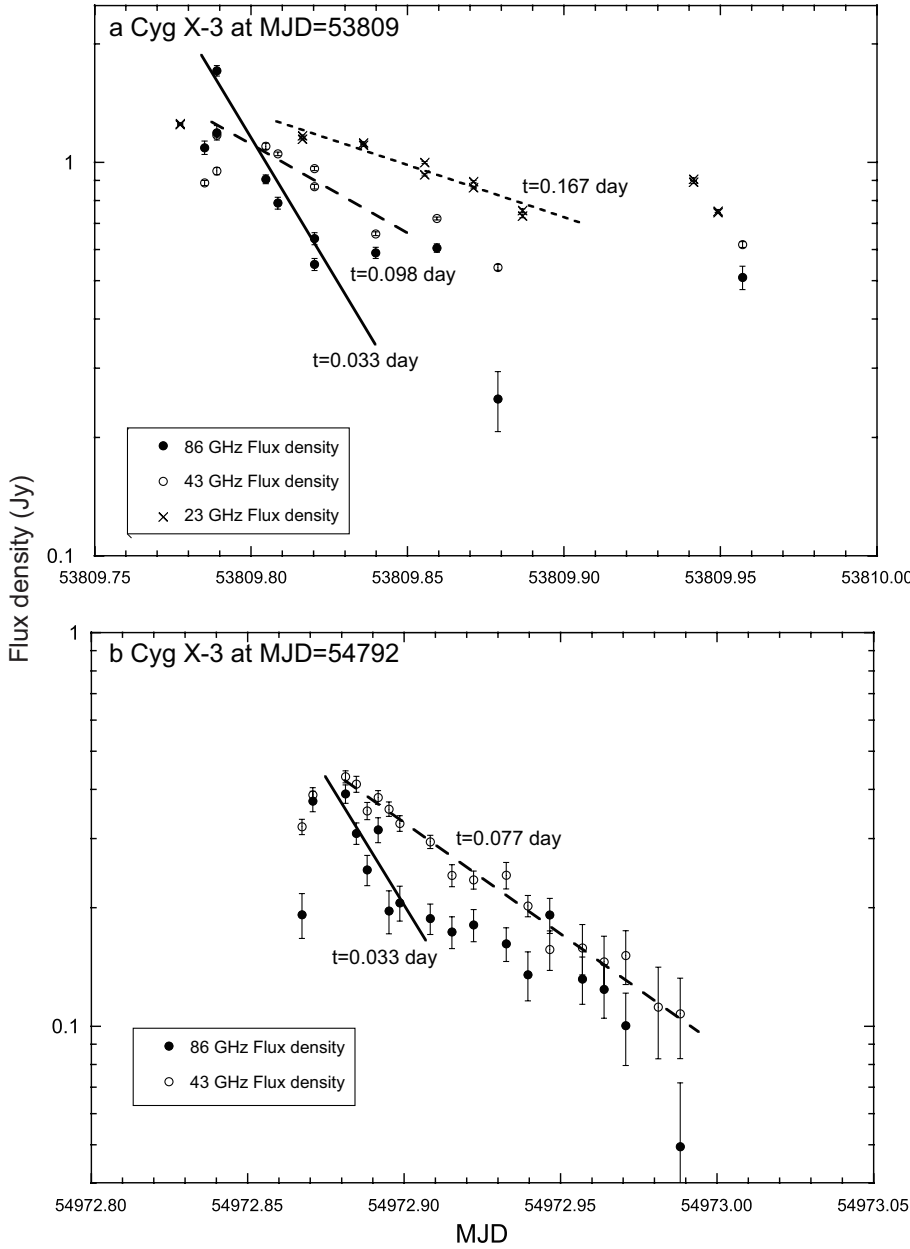 a Cyg X-3 at MJD=53809
1
t=0.167 day
t=0.098 day
t=0.033 day
86 GHz Flux density
43 GHz Flux density
23 GHz Flux density
0.1
53809.75
53809.80
53809.85
53809.90
53809.95
53810.00
Flux density (Jy)
1
b Cyg X-3 at MJD=54792
t=0.077 day
t=0.033 day
0.1
86 GHz Flux density
43 GHz Flux density
54972.80
54972.85
54972.90
54972.95
54973.00
54973.05
MJD